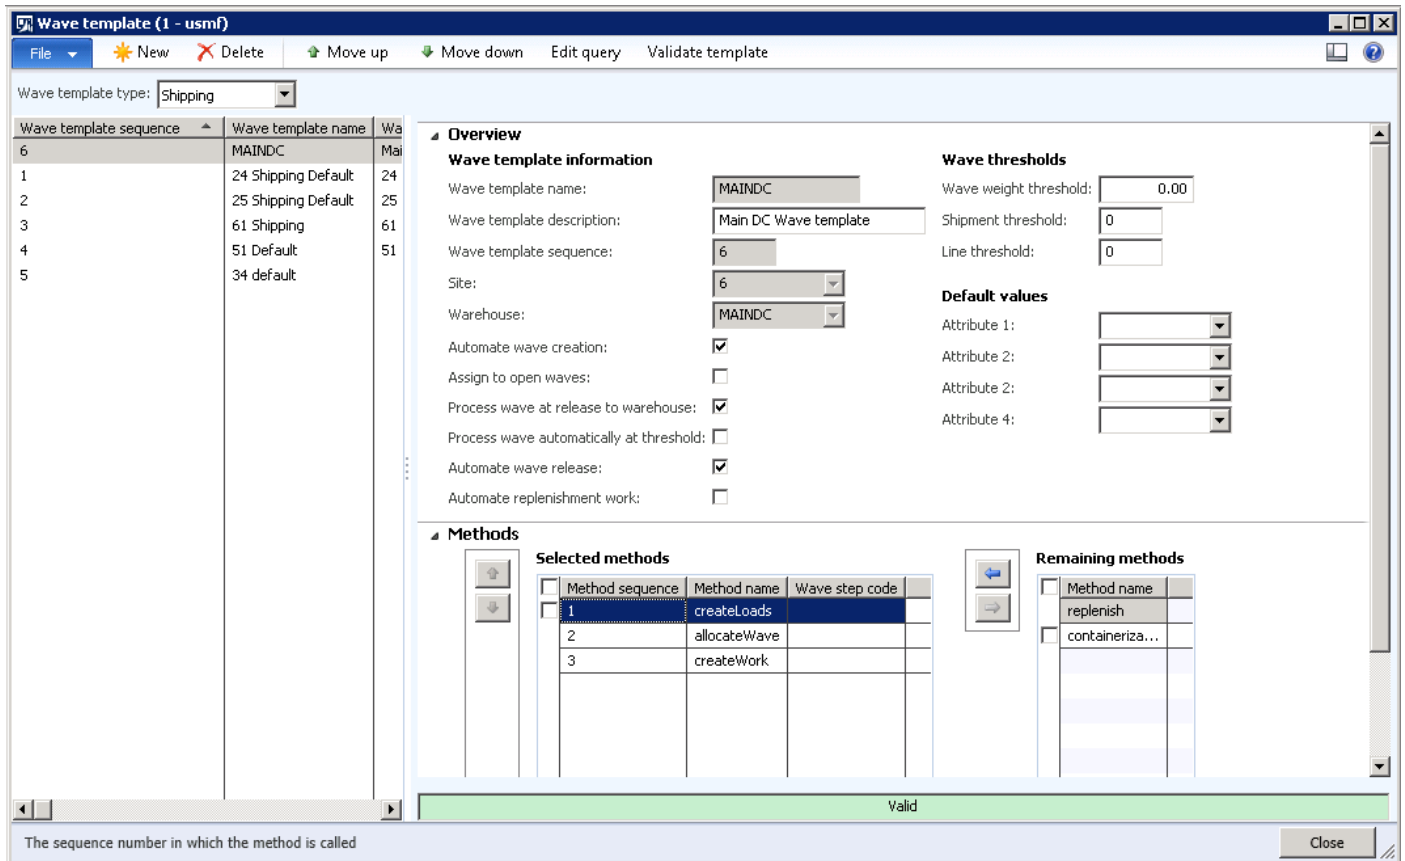 Wave template (1 - usmf)
File New Delete Move up Move down Edit query Validate template
Wave template type: Shipping
Wave template sequence Wave template name Wa
6 MAINDC Mai
1 24 Shipping Default 24
2 25 Shipping Default 25
3 61 Shipping 61
4 51 Default 51
5 34 default
Overview
Wave template information
Wave template name: MAINDC
Wave template description: Main DC Wave template
Wave template sequence: 6
Site: 6
Warehouse: MAINDC
Automate wave creation:
Assign to open waves:
Process wave at release to warehouse:
Process wave automatically at threshold:
Automate wave release:
Automate replenishment work:
Wave thresholds
Wave weight threshold: 0.00
Shipment threshold: 0
Line threshold: 0
Default values
Attribute 1:
Attribute 2:
Attribute 2:
Attribute 4:
Methods
Selected methods
Method sequence Method name Wave step code
1 createLoads
2 allocateWave
3 createWork
Remaining methods
Method name
replenish
containeriza...
Valid
The sequence number in which the method is called
Close